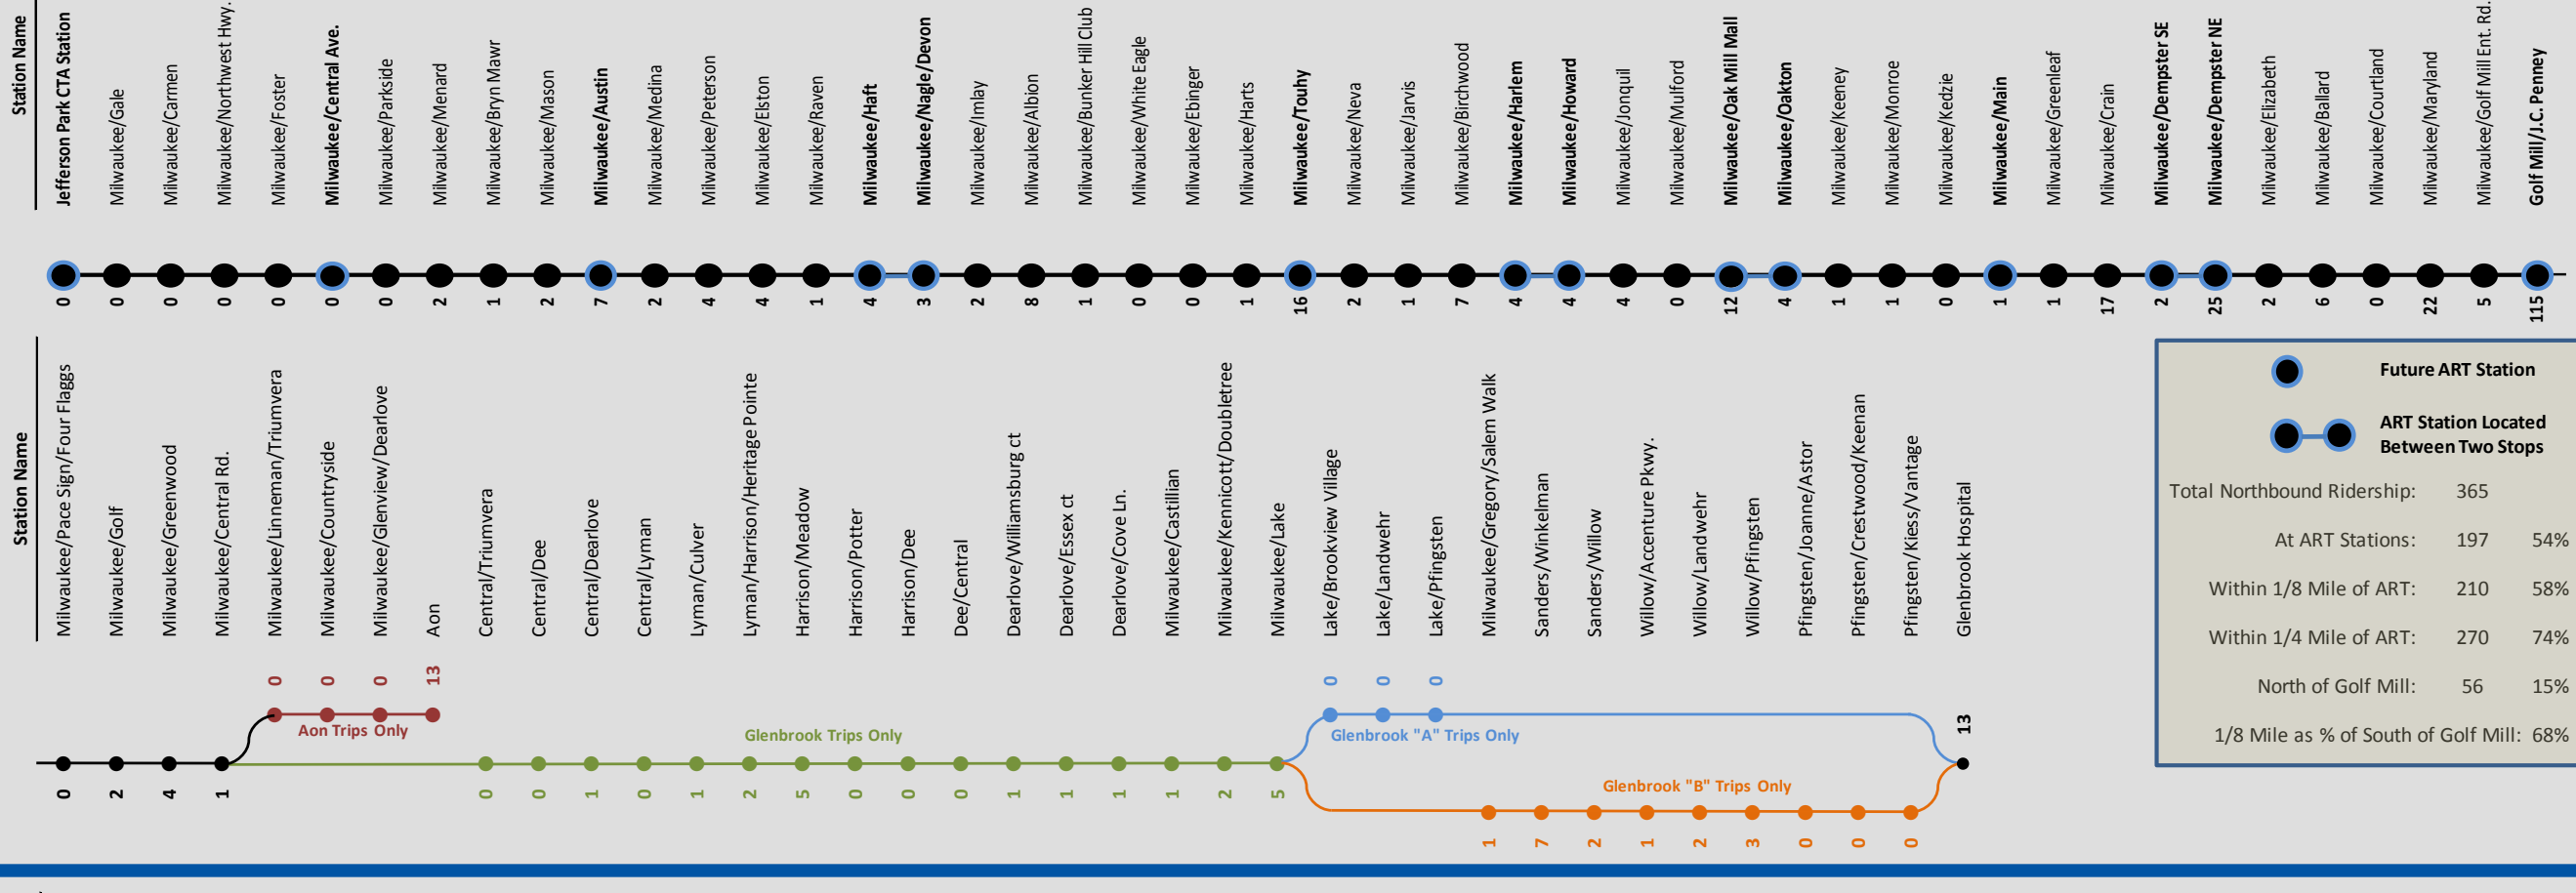 Station Name
Jefferson Park CTA Station
Milwaukee/Gale
Milwaukee/Carmen
Milwaukee/Northwest Hwy.
Milwaukee/Foster
Milwaukee/Central Ave.
Milwaukee/Parkside
Milwaukee/Menard
Milwaukee/Bryn Mawr
Milwaukee/Mason
Milwaukee/Austin
Milwaukee/Medina
Milwaukee/Peterson
Milwaukee/Elston
Milwaukee/Raven
Milwaukee/Haft
Milwaukee/Nagle/Devon
Milwaukee/Imlay
Milwaukee/Albion
Milwaukee/Bunker Hill Club
Milwaukee/White Eagle
Milwaukee/Ebinger
Milwaukee/Harts
Milwaukee/Touhy
Milwaukee/Neva
Milwaukee/Jarvis
Milwaukee/Birchwood
Milwaukee/Harlem
Milwaukee/Howard
Milwaukee/Jonquil
Milwaukee/Mulford
Milwaukee/Oak Mill Mall
Milwaukee/Oakton
Milwaukee/Keeney
Milwaukee/Monroe
Milwaukee/Kedzie
Milwaukee/Main
Milwaukee/Greenleaf
Milwaukee/Crain
Milwaukee/Dempster SE
Milwaukee/Dempster NE
Milwaukee/Elizabeth
Milwaukee/Ballard
Milwaukee/Courtland
Milwaukee/Maryland
Milwaukee/Golf Mill Ent. Rd.
Golf Mill/J.C. Penney
0
0
0
0
0
0
0
2
1
2
7
2
4
4
1
4
3
2
8
1
0
0
1
16
2
1
7
4
4
4
0
12
4
1
1
0
1
1
17
2
25
2
6
0
22
5
115
Station Name
Milwaukee/Pace Sign/Four Flaggs
Milwaukee/Golf
Milwaukee/Greenwood
Milwaukee/Central Rd.
Milwaukee/Linneman/Triumvera
Milwaukee/Countryside
Milwaukee/Glenview/Dearlove
Aon
Central/Triumvera
Central/Dee
Central/Dearlove
Central/Lyman
Lyman/Culver
Lyman/Harrison/Heritage Pointe
Harrison/Meadow
Harrison/Potter
Harrison/Dee
Dee/Central
Dearlove/Williamsburg ct
Dearlove/Essex ct
Dearlove/Cove Ln.
Milwaukee/Castillian
Milwaukee/Kennicott/Doubletree
Milwaukee/Lake
Lake/Brookview Village
Lake/Landwehr
Lake/Pfingsten
Milwaukee/Gregory/Salem Walk
Sanders/Winkelman
Sanders/Willow
Willow/Accenture Pkwy.
Willow/Landwehr
Willow/Pfingsten
Pfingsten/Joanne/Astor
Pfingsten/Crestwood/Keenan
Pfingsten/Kiess/Vantage
Glenbrook Hospital
0
0
0
13
Aon Trips Only
Glenbrook Trips Only
0
0
0
Glenbrook "A" Trips Only
13
0
2
4
1
0
0
1
0
1
2
5
0
0
0
1
1
1
1
2
5
Glenbrook "B" Trips Only
1
7
2
1
2
3
0
0
0
Future ART Station
ART Station Located
Between Two Stops
Total Northbound Ridership: 365
At ART Stations: 197 54%
Within 1/8 Mile of ART: 210 58%
Within 1/4 Mile of ART: 270 74%
North of Golf Mill: 56 15%
1/8 Mile as % of South of Golf Mill: 68%